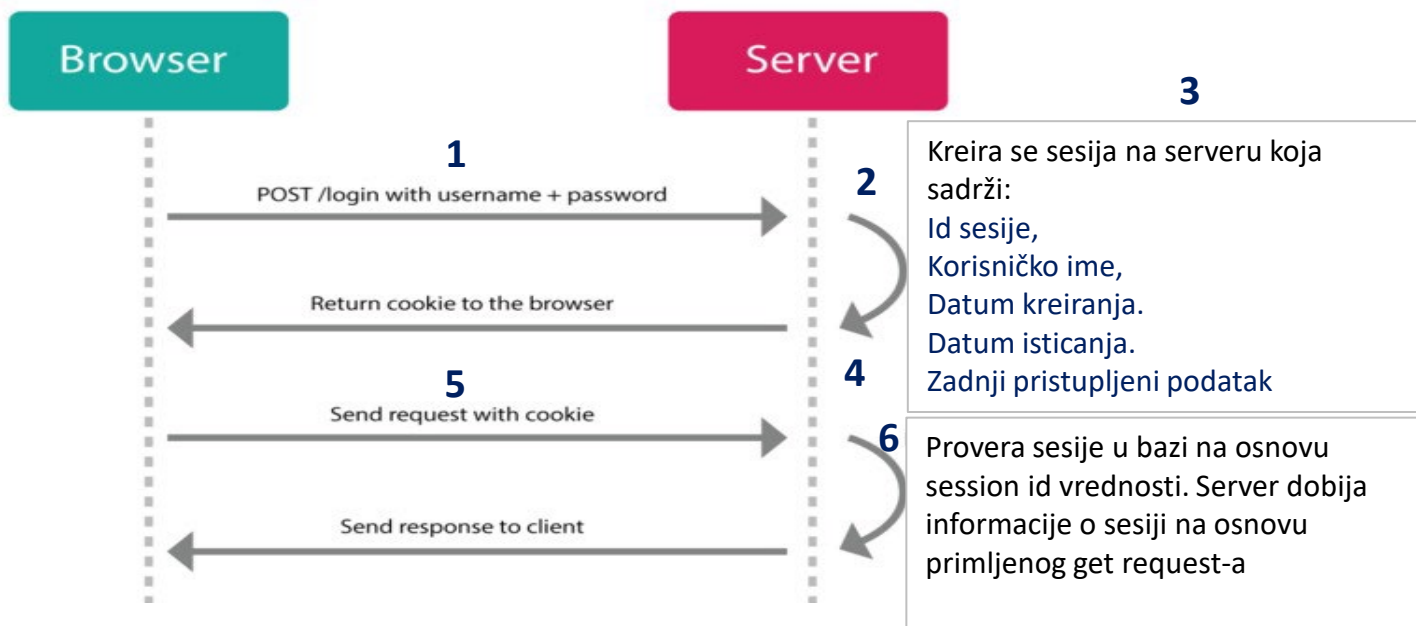 Browser
Server
3
1
POST /login with username + password
2
Kreira se sesija na serveru koja
sadrži:
Id sesije,
Korisničko ime,
Datum kreiranja.
Datum isticanja.
Zadnji pristupljeni podatak
Return cookie to the browser
4
5
Send request with cookie
6
Provera sesije u bazi na osnovu
session id vrednosti. Server dobija
informacije o sesiji na osnovu
primljenog get request-a
Send response to client